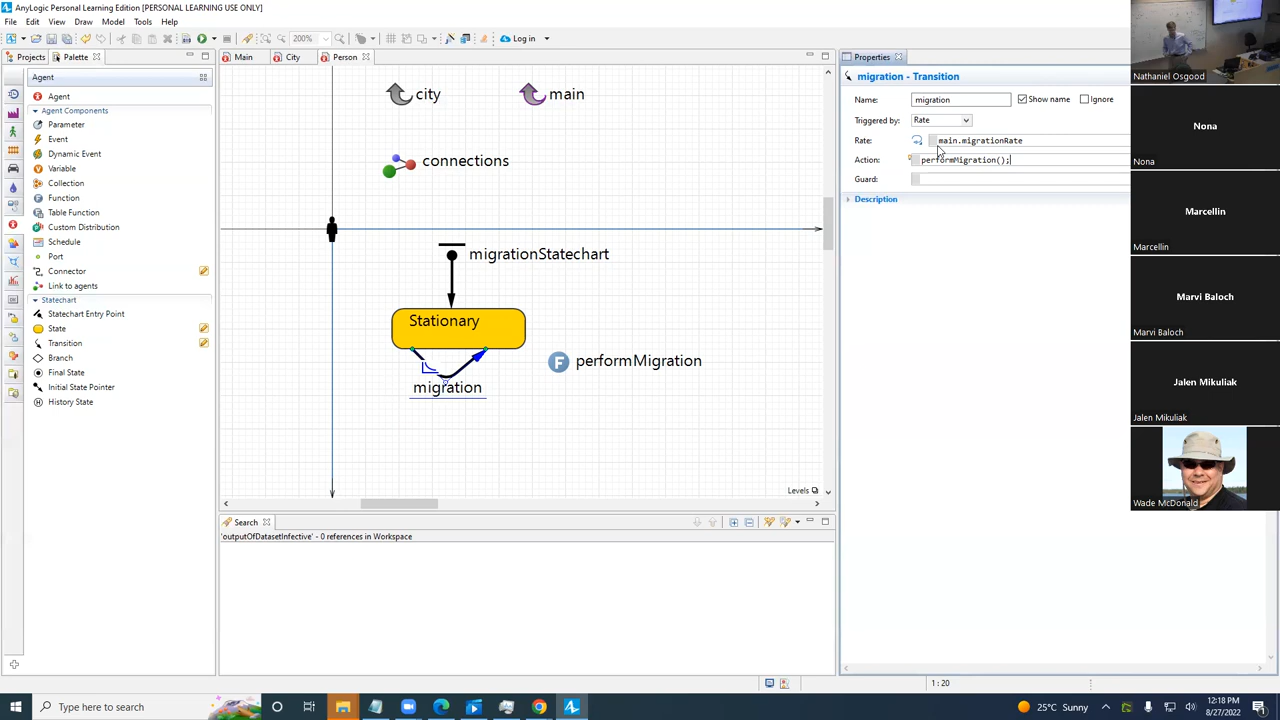 AnyLogic Personal Learning Edition [PERSONAL LEARNING USE ONLY]
File Edit View Draw Model Tools Help
200% Log in
Projects Palette
Main City Person
Properties
Agent
Agent
Agent Components
Parameter
Event
Dynamic Event
Variable
Collection
Function
Table Function
Custom Distribution
Schedule
Port
Connector
Link to agents
Statechart
Statechart Entry Point
State
Transition
Branch
Final State
Initial State Pointer
History State
city
main
connections
migrationStatechart
Stationary
F
performMigration
migration
Levels
Search
'outputOfDatasetInfective' - 0 references in Workspace
migration - Transition
Name: migration Show name Ignore
Triggered by: Rate
Rate: main.migrationRate
Action: performMigration();
Guard:
Description
Nathaniel Osgood
Nona
Nona
Marcellin
Marcellin
Marvi Baloch
Marvi Baloch
Jalen Mikuliak
Jalen Mikuliak
Wade McDonald
1 : 20
Type here to search
25°C Sunny
12:18 PM
8/27/2022